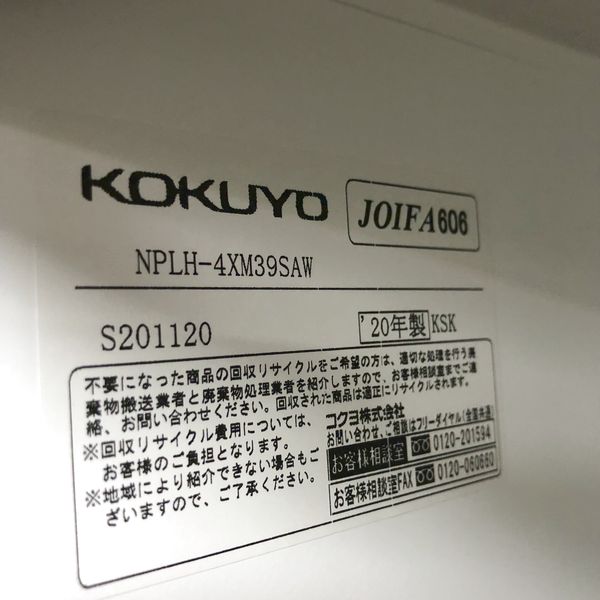 KOKUYO JOIFA606
NPLH-4XM39SAW
S201120 '20年製 KSK
不要になった商品の回収リサイクルをご希望の方は、適切な処理を行う廃
棄物搬送業者と廃棄物処理業者を紹介しますので、お客様相談室までご連
絡、お問い合わせください。回収された商品は適正にリサイクルされます。
※回収リサイクル費用については、
お客様のご負担となります。
※地域により紹介できない場合もご
ざいますので、ご了承ください。
コクヨ株式会社
お問い合わせ、ご相談はフリーダイヤル(全国共通)
お客様相談室 0120-201594
お客様相談室FAX 0120-060660